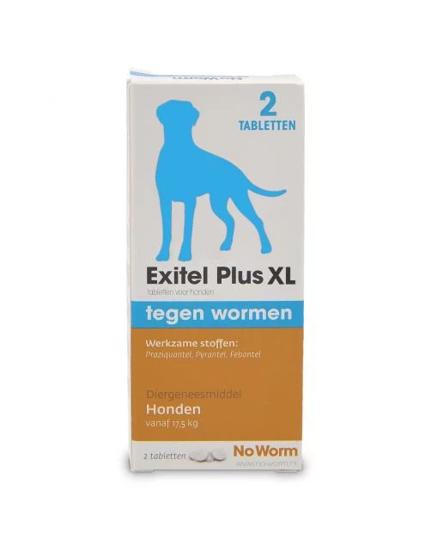 NoWorm
2
TABLETTEN
Exitel Plus XL
tabletten voor honden
tegen wormen
Werkzame stoffen:
Praziquantel, Pyrantel, Febantel
Diergeneesmiddel
Honden
vanaf 17,5 kg
2 tabletten
No Worm